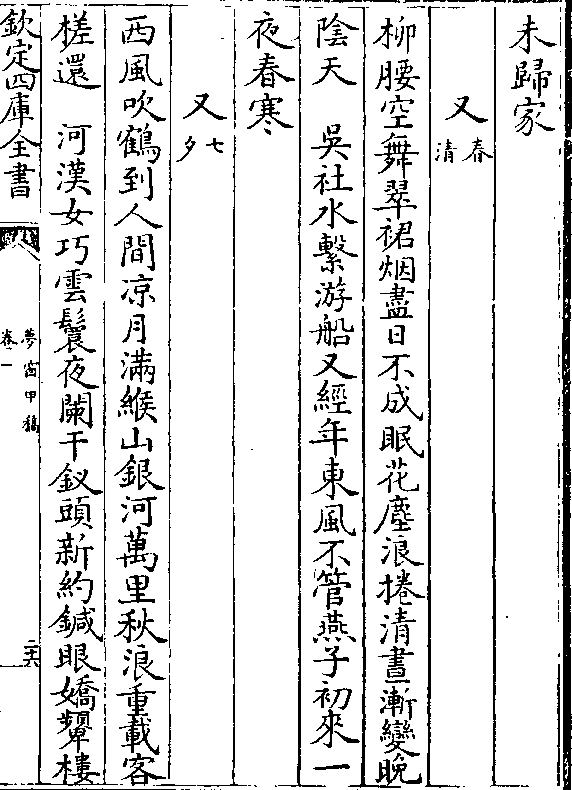 未歸家
又春清
柳腰空舞翠裙烟盡日不成眠花塵浪捲清晝漸變晚
陰天　吳社水繫游船又經年東風不管燕子初來一
夜春寒
又七夕
西風吹鶴到人間凉月滿緱山銀河萬里秋浪重載客
槎還　河漢女巧雲鬟夜闌干釵頭新約鍼眼嬌顰樓
欽定四庫全書
夢窗甲稿
卷一
二六